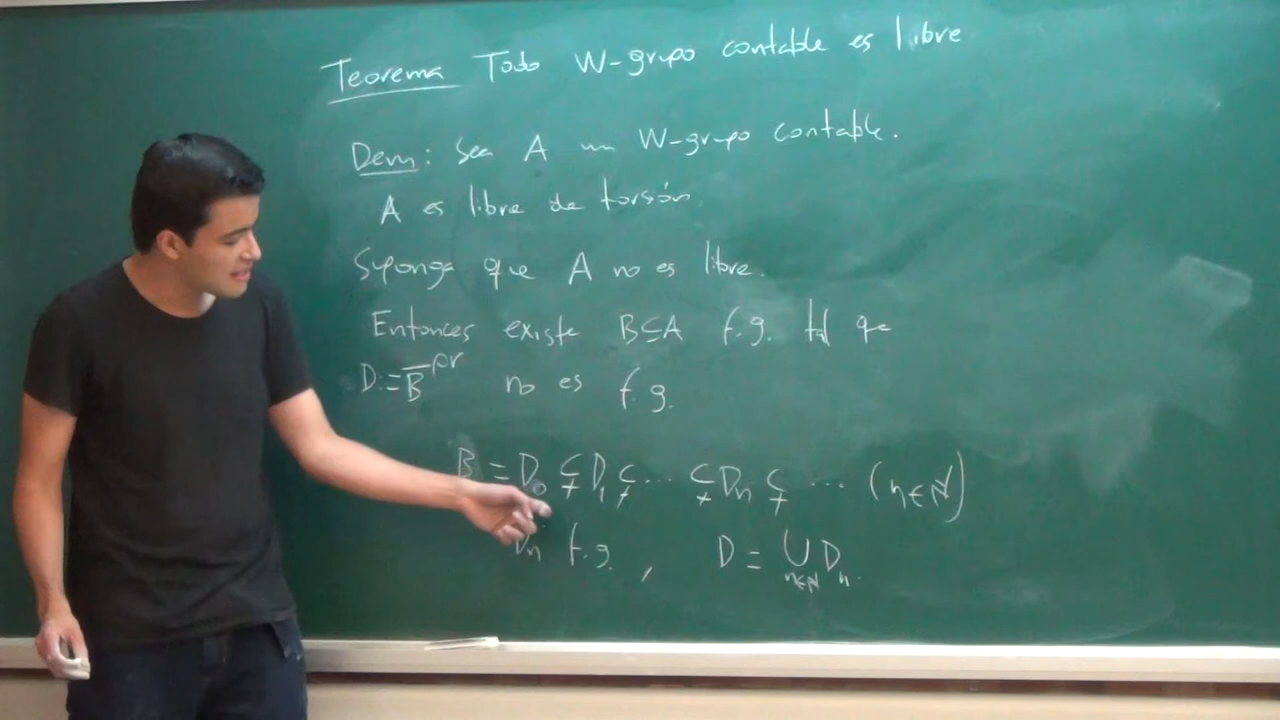 Teorema Todo W-grupo contable es libre
Dem: Sea A un W-grupo contable.
A es libre de torsión.
Suponga que A no es libre.
Entonces existe B⊆A f.g. tal que
D:=B̅ᵖʳ no es f.g.
B = D₀ ⊊ D₁ ⊊ ... ⊊ Dₙ ⊊ ... (n∈ℕ)
Dₙ f.g., D = ⋃ₙ∈ℕ Dₙ.